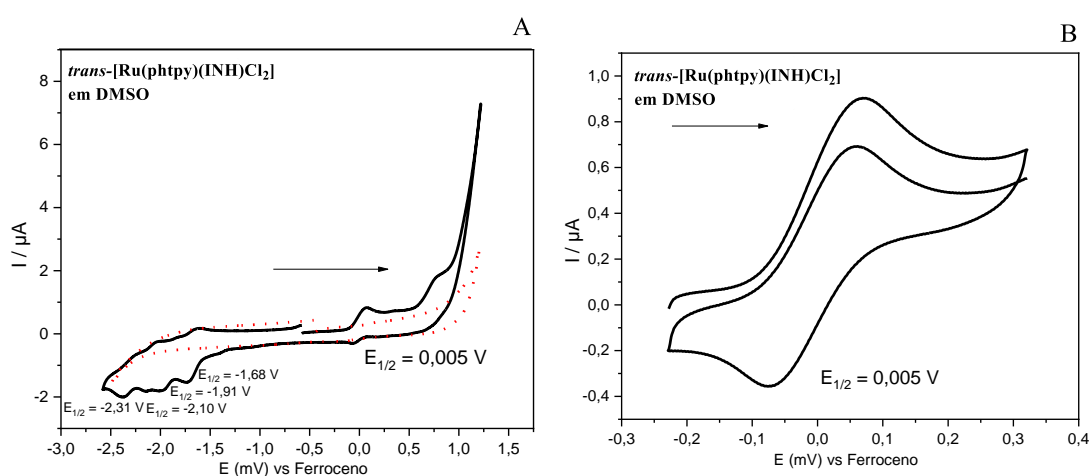 A
trans-[Ru(phtpy)(INH)Cl₂]
em DMSO
I / µA
8
6
4
2
0
-2
E₁/₂ = 0,005 V
E₁/₂ = -1,68 V
E₁/₂ = -1,91 V
E₁/₂ = -2,31 V E₁/₂ = -2,10 V
-3,0 -2,5 -2,0 -1,5 -1,0 -0,5 0,0 0,5 1,0 1,5
E (mV) vs Ferroceno
B
trans-[Ru(phtpy)(INH)Cl₂]
em DMSO
I / µA
1,0
0,8
0,6
0,4
0,2
0,0
-0,2
-0,4
E₁/₂ = 0,005 V
-0,3 -0,2 -0,1 0,0 0,1 0,2 0,3 0,4
E (mV) vs Ferroceno